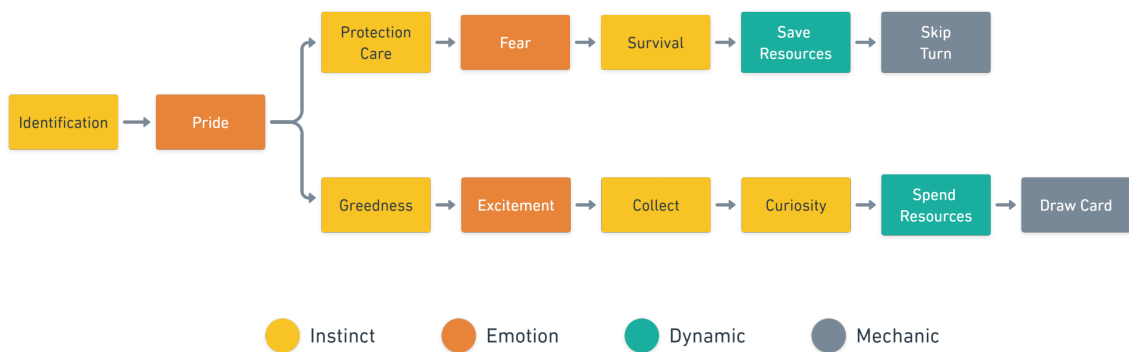 Protection
Care
Fear
Survival
Save
Resources
Skip
Turn
Identification
Pride
Greedness
Excitement
Collect
Curiosity
Spend
Resources
Draw Card
Instinct
Emotion
Dynamic
Mechanic